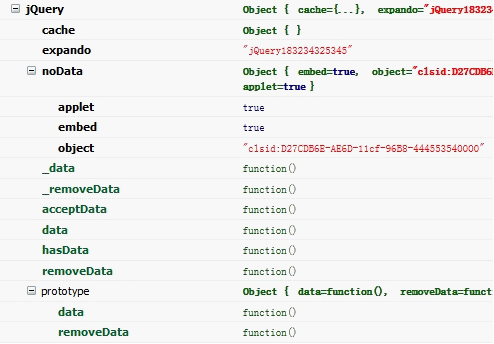 jQuery Object { cache={...}, expando="jQuery183234
cache Object { }
expando "jQuery183234325345"
noData Object { embed=true, object="clsid:D27CDB6E
applet=true }
applet true
embed true
object "clsid:D27CDB6E-AE6D-11cf-96B8-444553540000"
_data function()
_removeData function()
acceptData function()
data function()
hasData function()
removeData function()
prototype Object { data=function(), removeData=funct
data function()
removeData function()